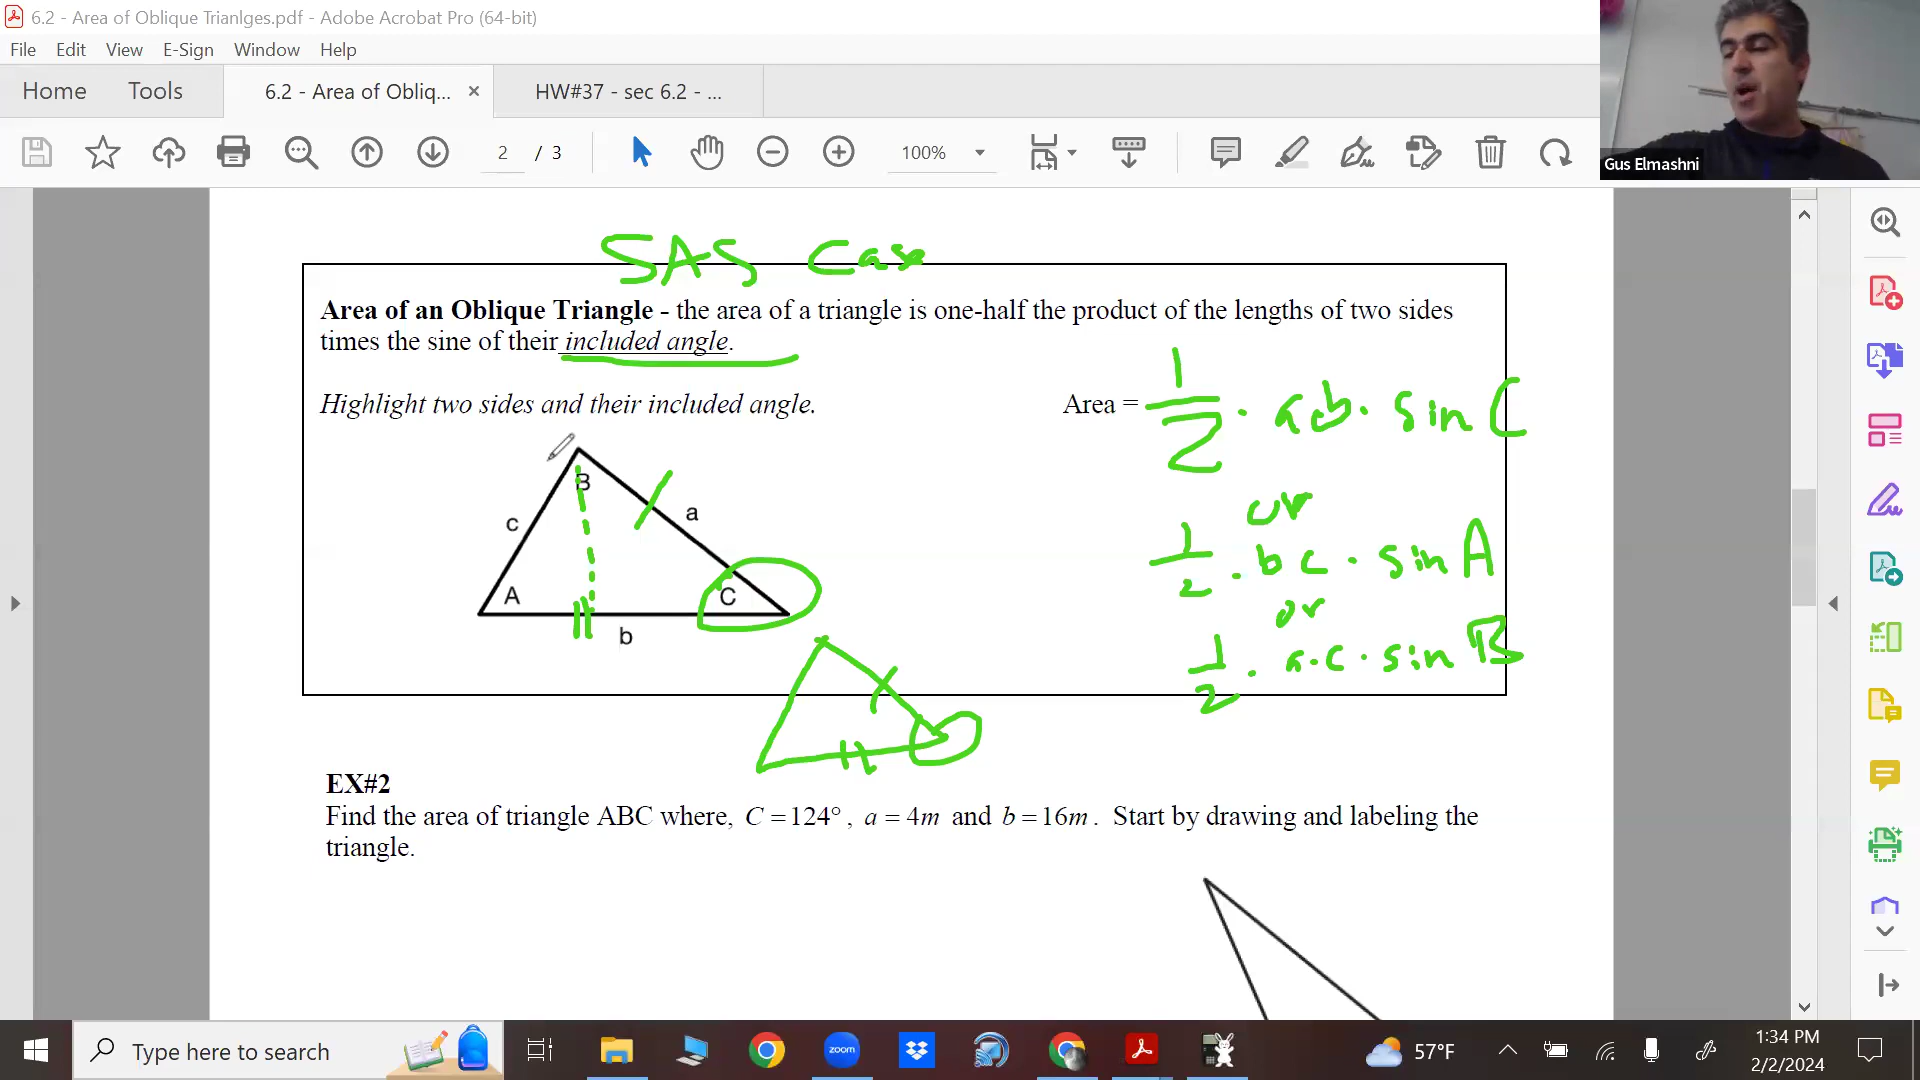 6.2 - Area of Oblique Trianlges.pdf - Adobe Acrobat Pro (64-bit)
File Edit View E-Sign Window Help
Home Tools 6.2 - Area of Obliq... × HW#37 - sec 6.2 - ...
2 / 3 100%
Gus Elmashni
SAS Case
Area of an Oblique Triangle - the area of a triangle is one-half the product of the lengths of two sides
times the sine of their included angle.
Highlight two sides and their included angle.
Area = 1/2 · ab · sin C
or
1/2 · bc · sin A
or
1/2 · a·c · sin B
B
c
a
A
C
b
EX#2
Find the area of triangle ABC where, C = 124°, a = 4m and b = 16m. Start by drawing and labeling the
triangle.
Type here to search
zoom
57°F
1:34 PM
2/2/2024